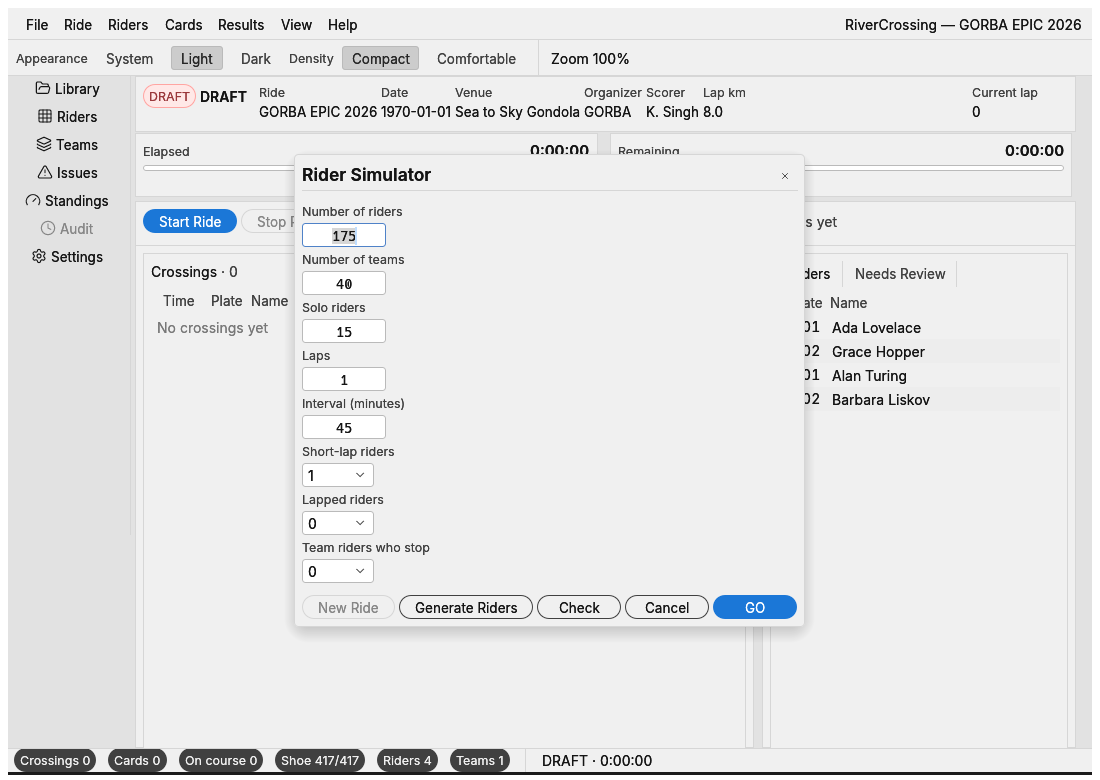 File Ride Riders Cards Results View Help RiverCrossing — GORBA EPIC 2026
Appearance System Light Dark Density Compact Comfortable Zoom 100%
Library
Riders
Teams
Issues
Standings
Audit
Settings
DRAFT DRAFT
Ride Date Venue Organizer Scorer Lap km Current lap
GORBA EPIC 2026 1970-01-01 Sea to Sky Gondola GORBA K. Singh 8.0 0
Elapsed 0:00:00 Remaining 0:00:00
Start Ride Stop yet
Crossings · 0
Time Plate Name
No crossings yet
Needs Review
Name
01 Ada Lovelace
02 Grace Hopper
01 Alan Turing
02 Barbara Liskov
Rider Simulator ×
Number of riders
175
Number of teams
40
Solo riders
15
Laps
1
Interval (minutes)
45
Short-lap riders
1
Lapped riders
0
Team riders who stop
0
New Ride Generate Riders Check Cancel GO
Crossings 0 Cards 0 On course 0 Shoe 417/417 Riders 4 Teams 1 DRAFT · 0:00:00